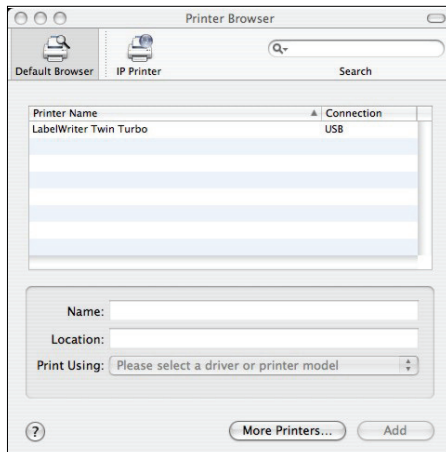 Printer Browser
Default Browser IP Printer Search
Printer Name Connection
LabelWriter Twin Turbo USB
Name:
Location:
Print Using: Please select a driver or printer model
? More Printers... Add